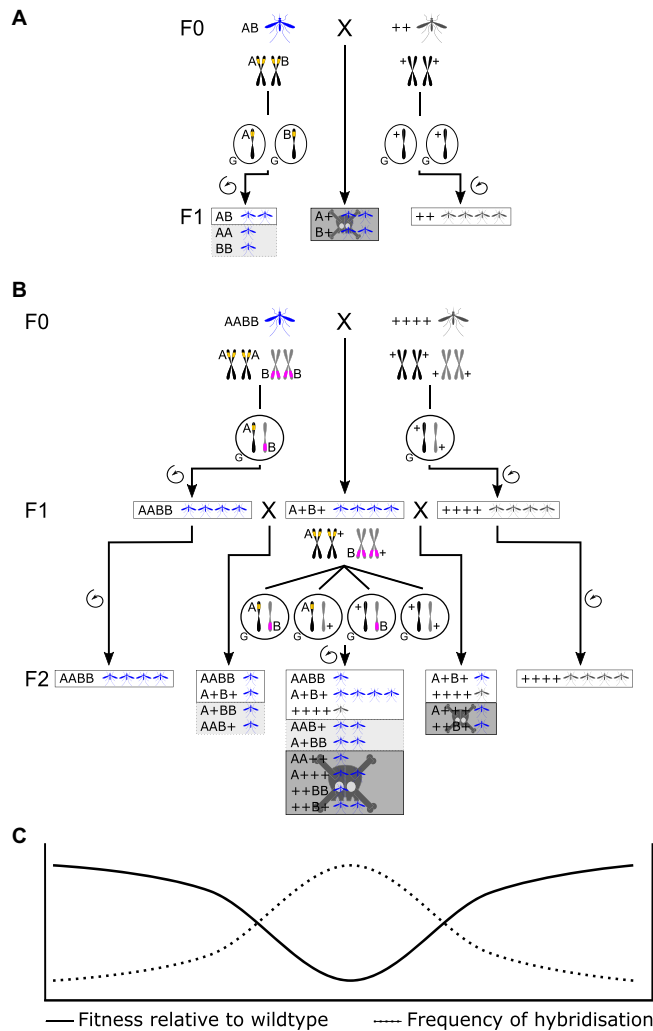 A
F0 AB X ++
A B + +
A B + +
G G G G
F1 AB A+ ++
AA B+
BB
B
F0 AABB X ++++
A A B B + + + +
A B + +
G G
F1 AABB X A+B+ X ++++
A + B +
A B A + + B + +
G G G G
F2 AABB AABB AABB A+B+ ++++
A+B+ A+B+ ++++
A+BB ++++ A+++
AAB+ AAB+ ++B+
A+BB
AA++
A+++
++BB
++B+
C
Fitness relative to wildtype Frequency of hybridisation